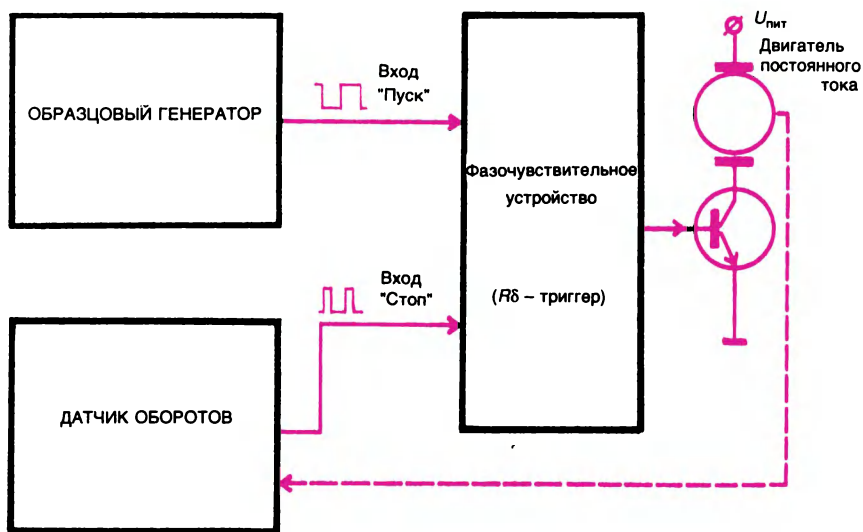 ОБРАЗЦОВЫЙ ГЕНЕРАТОР
Вход
"Пуск"
Фазочувствительное
устройство
(Rδ – триггер)
Uпит
Двигатель
постоянного
тока
Вход
"Стоп"
ДАТЧИК ОБОРОТОВ